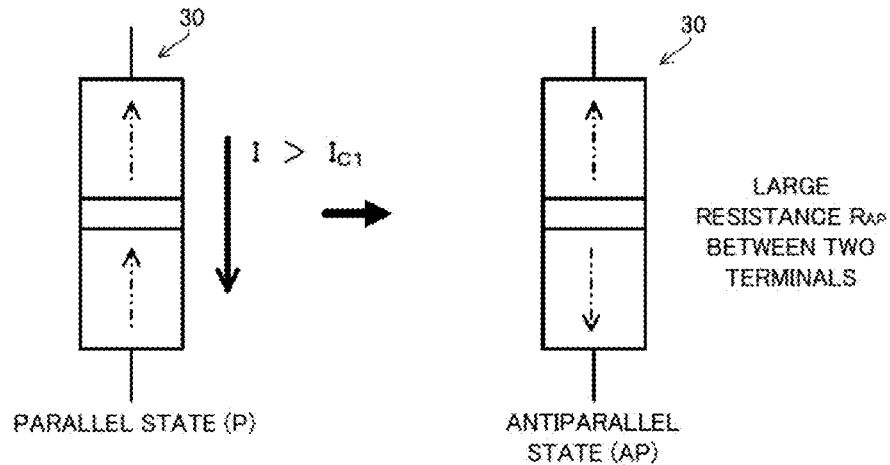 30
I > IC1
PARALLEL STATE (P)
30
LARGE
RESISTANCE RAP
BETWEEN TWO
TERMINALS
ANTIPARALLEL
STATE (AP)